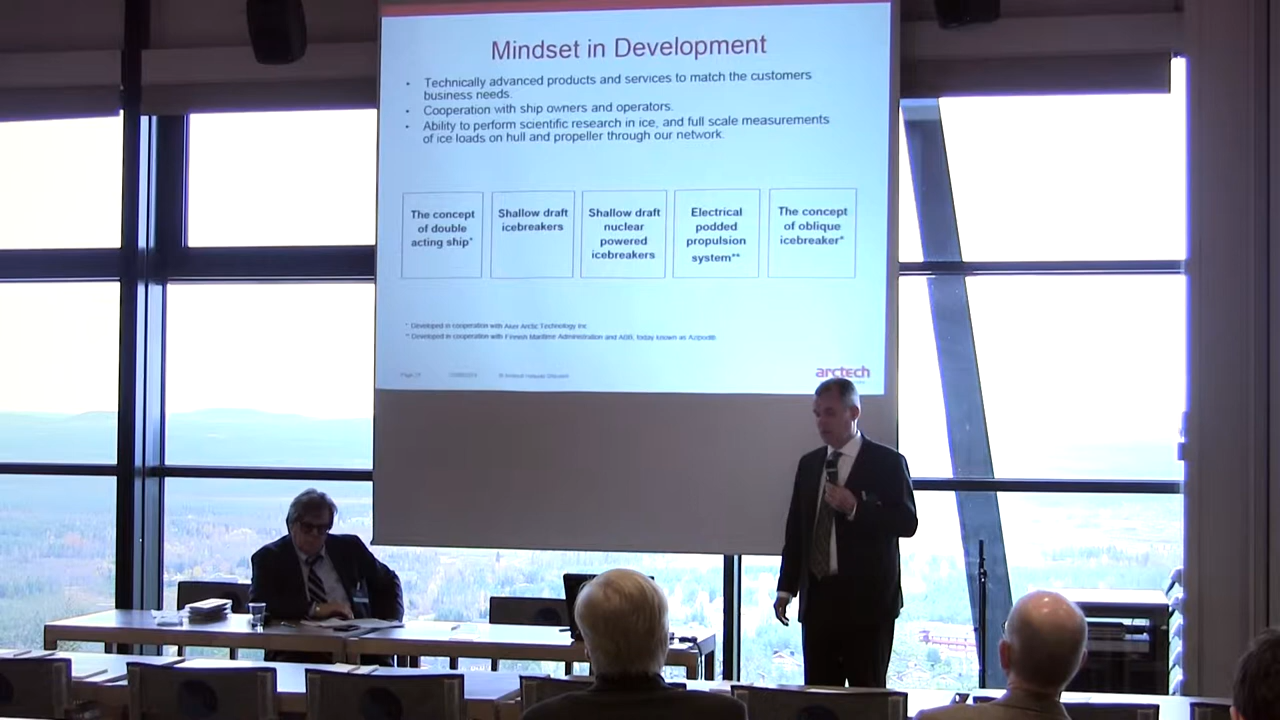 Mindset in Development
• Technically advanced products and services to match the customers
business needs.
• Cooperation with ship owners and operators.
• Ability to perform scientific research in ice, and full scale measurements
of ice loads on hull and propeller through our network.
The concept
of double
acting ship*
Shallow draft
icebreakers
Shallow draft
nuclear
powered
icebreakers
Electrical
podded
propulsion
system**
The concept
of oblique
icebreaker*
* Developed in cooperation with Aker Arctic Technology Inc
** Developed in cooperation with Finnish Maritime Administration and ABB, today known as Azipod®
arctech